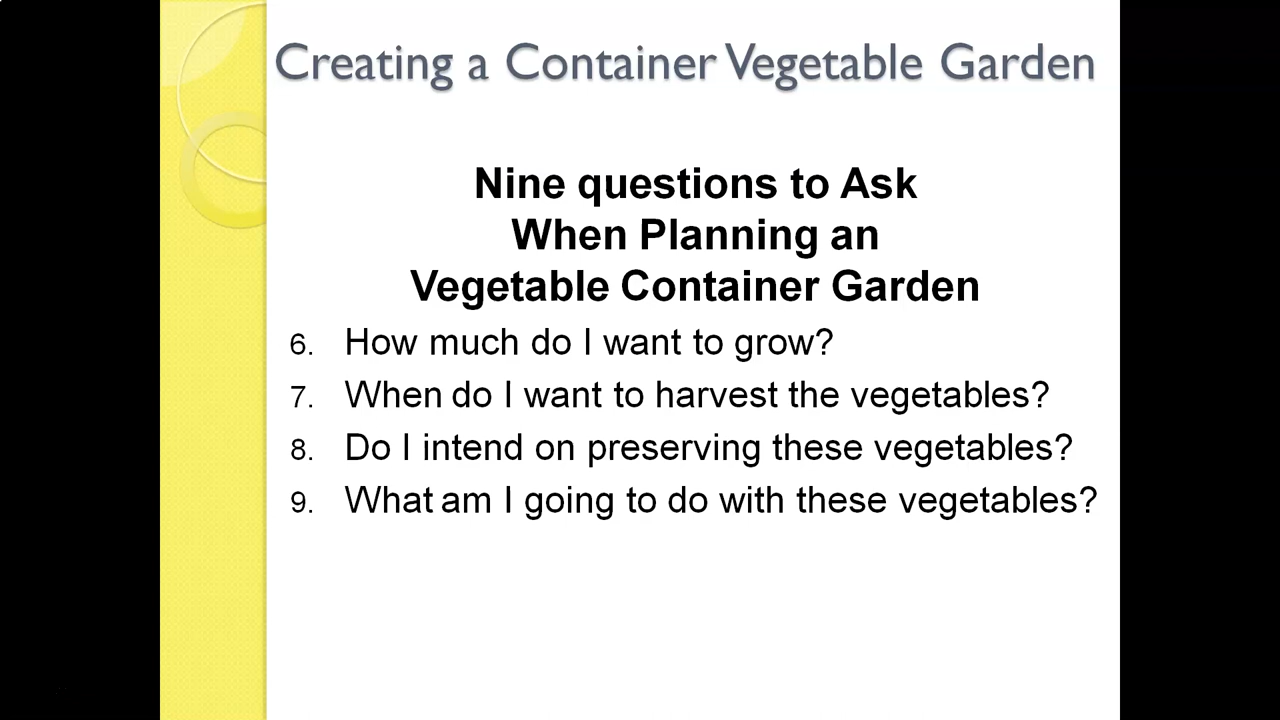 Creating a Container Vegetable Garden
Nine questions to Ask
When Planning an
Vegetable Container Garden
6. How much do I want to grow?
7. When do I want to harvest the vegetables?
8. Do I intend on preserving these vegetables?
9. What am I going to do with these vegetables?